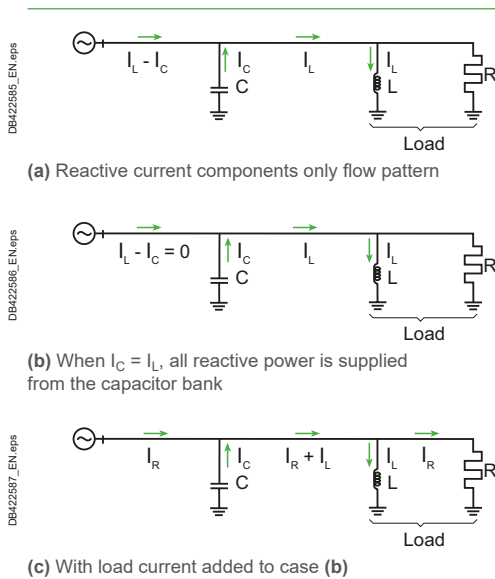 DB422585_EN.eps
I_L - I_C
I_C
C
I_L
I_L
L
R
Load
(a) Reactive current components only flow pattern
DB422586_EN.eps
I_L - I_C = 0
I_C
C
I_L
I_L
L
R
Load
(b) When I_C = I_L, all reactive power is supplied
from the capacitor bank
DB422587_EN.eps
I_R
I_C
C
I_R + I_L
I_L
L
I_R
R
Load
(c) With load current added to case (b)